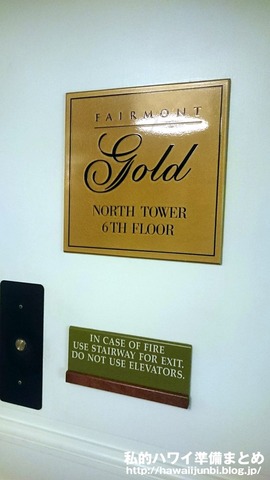 FAIRMONT
Gold
NORTH TOWER
6TH FLOOR
IN CASE OF FIRE
USE STAIRWAY FOR EXIT.
DO NOT USE ELEVATORS.
私的ハワイ準備まとめ
http://hawaiijunbi.blog.jp/